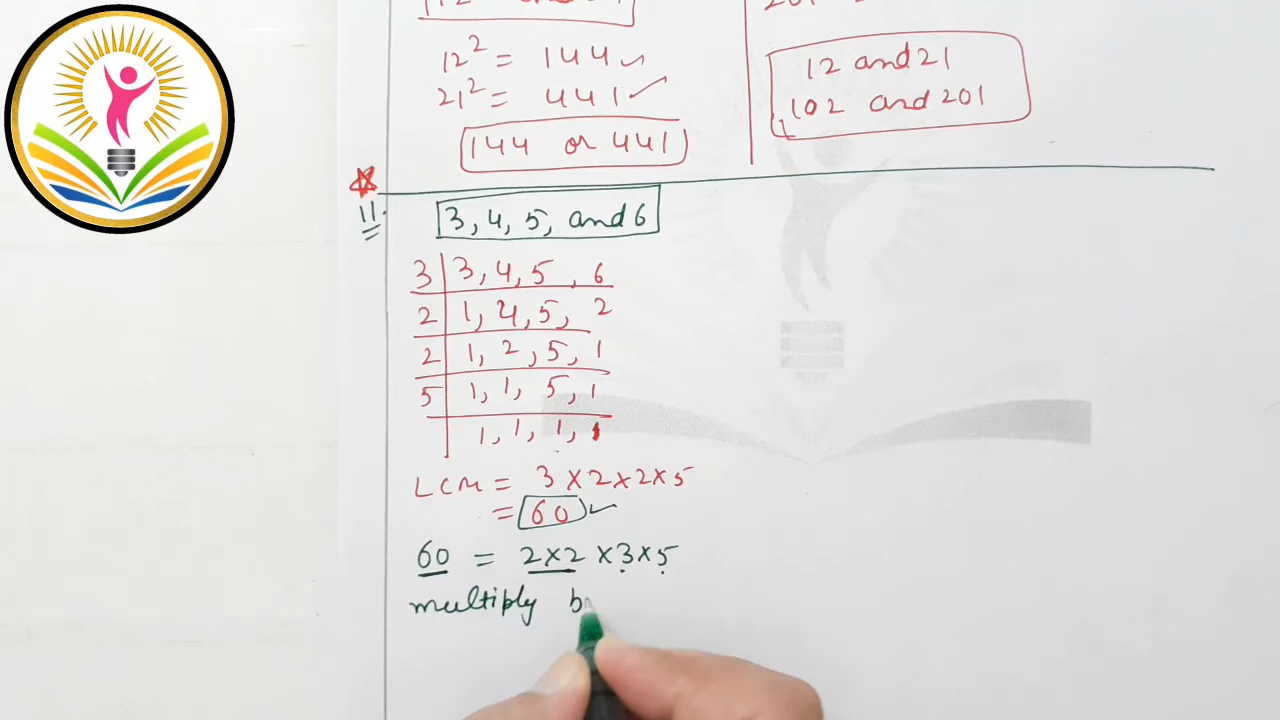 12² = 144 ✓
21² = 441 ✓
144 or 441
12 and 21
102 and 201
11.
3, 4, 5, and 6
3 | 3, 4, 5, 6
2 | 1, 4, 5, 2
2 | 1, 2, 5, 1
5 | 1, 1, 5, 1
1, 1, 1, 1
LCM = 3 × 2 × 2 × 5
= 60 ✓
60 = 2 × 2 × 3 × 5
multiply b